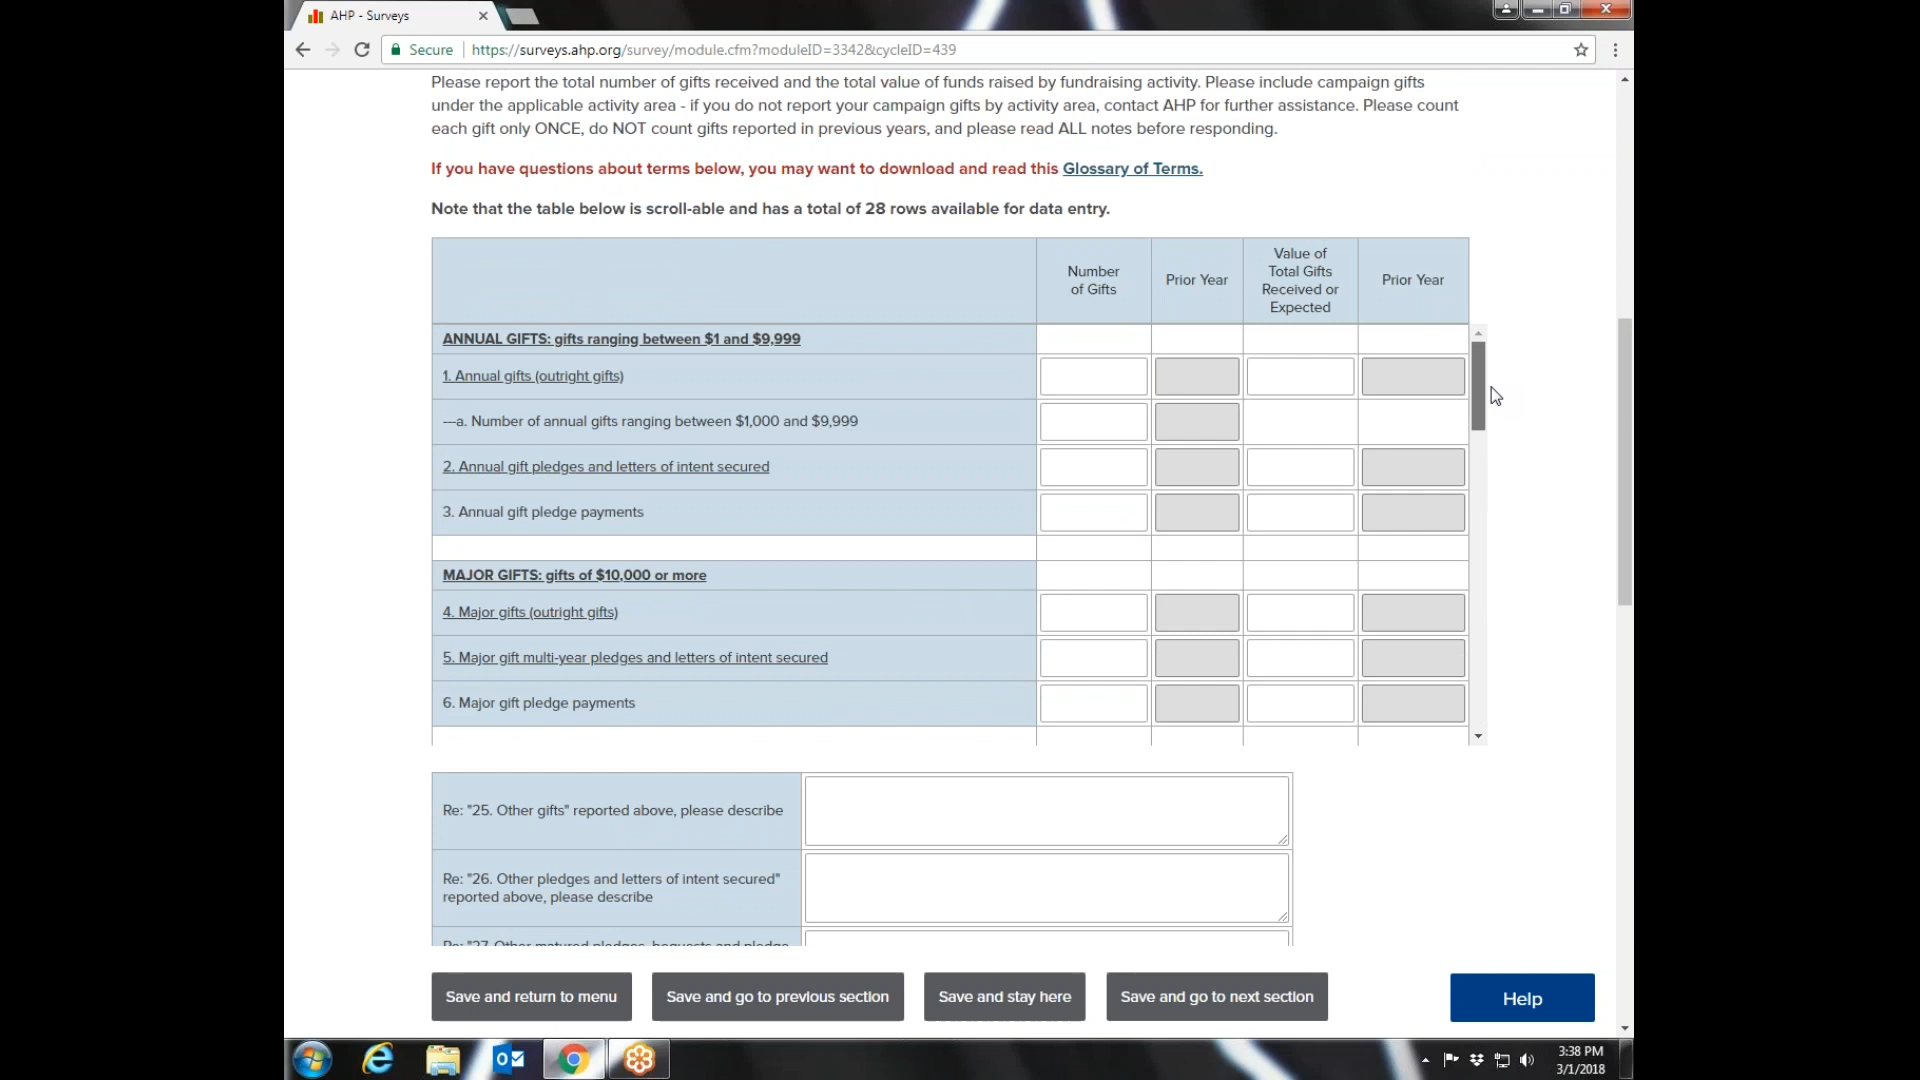 AHP - Surveys
Secure https://surveys.ahp.org/survey/module.cfm?moduleID=3342&cycleID=439
Please report the total number of gifts received and the total value of funds raised by fundraising activity. Please include campaign gifts
under the applicable activity area - if you do not report your campaign gifts by activity area, contact AHP for further assistance. Please count
each gift only ONCE, do NOT count gifts reported in previous years, and please read ALL notes before responding.
If you have questions about terms below, you may want to download and read this Glossary of Terms.
Note that the table below is scroll-able and has a total of 28 rows available for data entry.
Number
of Gifts
Prior Year
Value of
Total Gifts
Received or
Expected
Prior Year
ANNUAL GIFTS: gifts ranging between $1 and $9,999
1. Annual gifts (outright gifts)
---a. Number of annual gifts ranging between $1,000 and $9,999
2. Annual gift pledges and letters of intent secured
3. Annual gift pledge payments
MAJOR GIFTS: gifts of $10,000 or more
4. Major gifts (outright gifts)
5. Major gift multi-year pledges and letters of intent secured
6. Major gift pledge payments
Re: "25. Other gifts" reported above, please describe
Re: "26. Other pledges and letters of intent secured"
reported above, please describe
Re: "27. Other matured pledges, bequests and pledge
Save and return to menu
Save and go to previous section
Save and stay here
Save and go to next section
Help
3:38 PM
3/1/2018